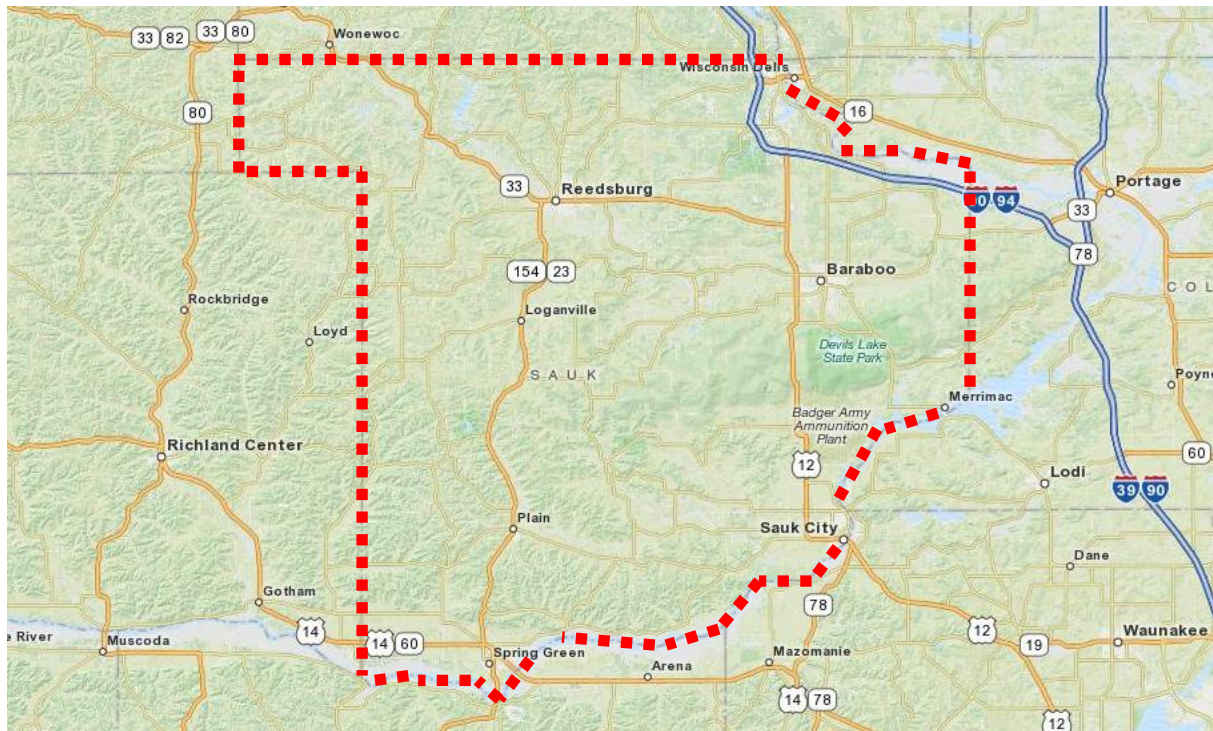 33 82
33 80
Wonewoc
Wisconsin Dells
80
16
33
Reedsburg
Portage
90 94
33
78
154 23
Baraboo
COL
Rockbridge
Loganville
Loyd
Devils Lake
State Park
SAUK
Poyne
Merrimac
Badger Army
Ammunition
Plant
Richland Center
12
60
Lodi
39 90
Plain
Sauk City
Dane
Gotham
78
e River
Muscoda
14
14 60
12
19
Waunakee
Spring Green
Arena
Mazomanie
14 78
12